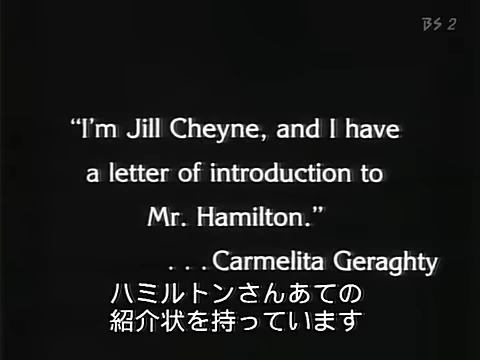 BS 2
“I’m Jill Cheyne, and I have
a letter of introduction to
Mr. Hamilton.”
. . . Carmelita Geraghty
ハミルトンさんあての
紹介状を持っています